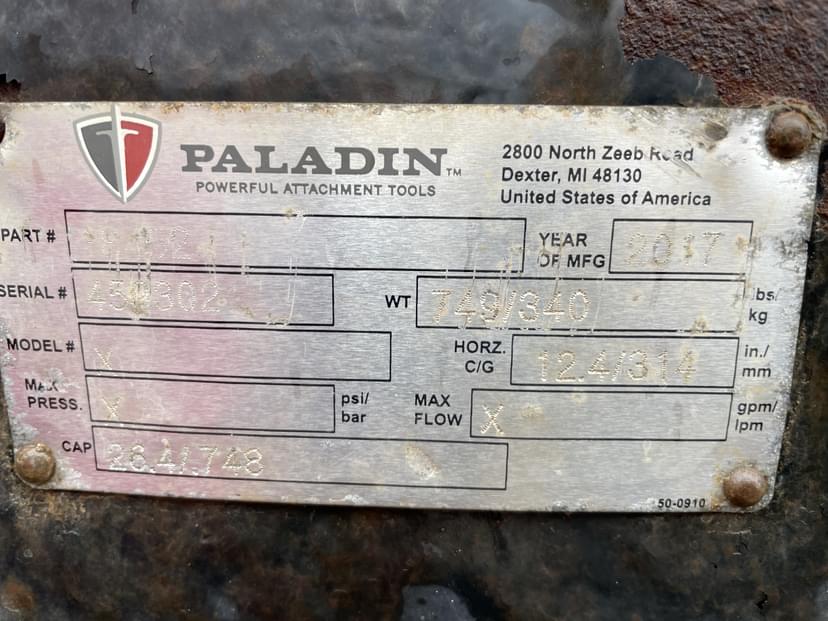 PALADIN™
POWERFUL ATTACHMENT TOOLS
2800 North Zeeb Road
Dexter, MI 48130
United States of America
PART #
YEAR OF MFG 2017
SERIAL #
WT 749/340 lbs/ kg
MODEL # X
HORZ. C/G 12.4/314 in./ mm
MAX PRESS. X psi/ bar
MAX FLOW X gpm/ lpm
CAP 26.4/.748
50-0910